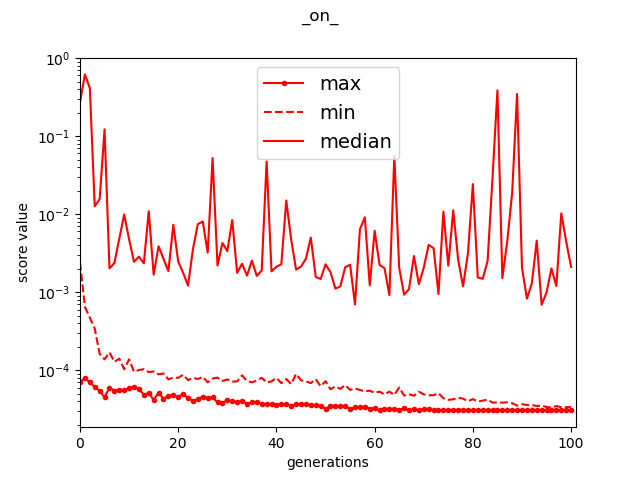 _on_
10^0
10^-1
10^-2
10^-3
10^-4
score value
max
min
median
0 20 40 60 80 100
generations